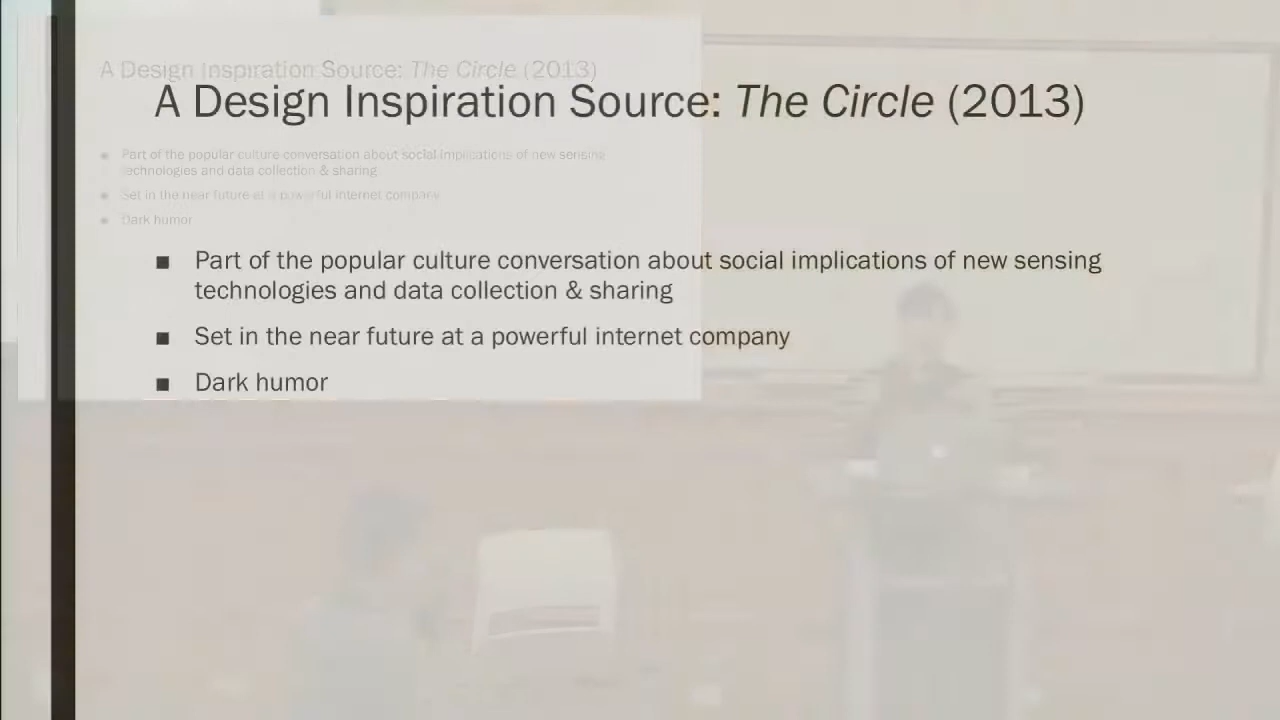 A Design Inspiration Source: The Circle (2013)
A Design Inspiration Source: The Circle (2013)
● Part of the popular culture conversation about social implications of new sensing
technologies and data collection & sharing
● Set in the near future at a powerful internet company
● Dark humor
■ Part of the popular culture conversation about social implications of new sensing
technologies and data collection & sharing
■ Set in the near future at a powerful internet company
■ Dark humor